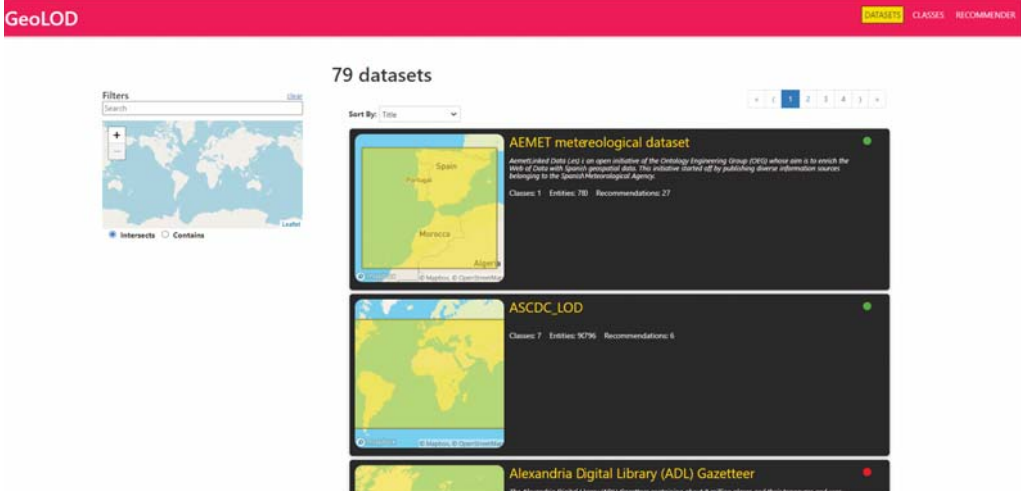 GeoLOD
DATASETS CLASSES RECOMMENDER
79 datasets
Filters
clear
Search
+
−
Leaflet
Intersects Contains
Sort By: Title
« ⟨ 1 2 3 4 ⟩ »
Spain
Portugal
Morocco
Algeria
© Mapbox, © OpenStreetMap
AEMET metereological dataset
AemetLinked Data (.es) i an open initiative of the Ontology Engineering Group (OEG) whose aim is to enrich the
Web of Data with Spanish geospatial data. This initiative started off by publishing diverse information sources
belonging to the Spanish Meteorological Agency.
Classes: 1 Entities: 780 Recommendations: 27
© Mapbox, © OpenStreetMap
ASCDC_LOD
Classes: 7 Entities: 90796 Recommendations: 6
Alexandria Digital Library (ADL) Gazetteer